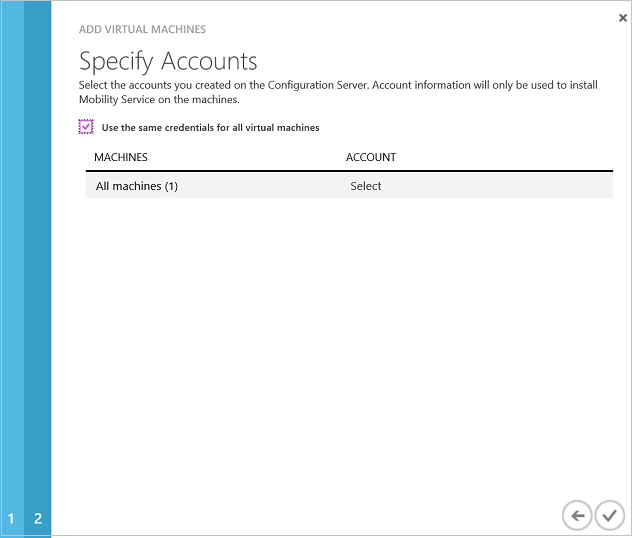 ADD VIRTUAL MACHINES
Specify Accounts
Select the accounts you created on the Configuration Server. Account information will only be used to install
Mobility Service on the machines.
Use the same credentials for all virtual machines
MACHINES ACCOUNT
All machines (1) Select
1 2